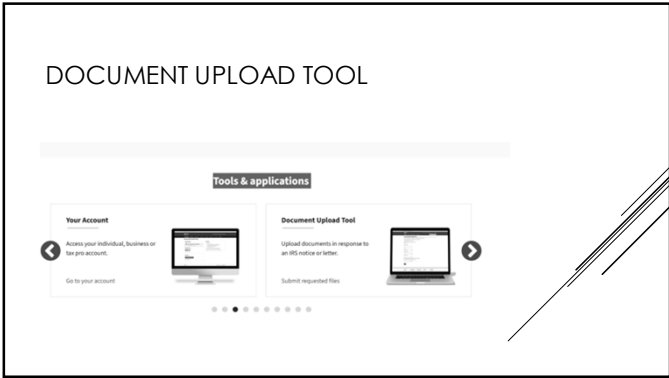 DOCUMENT UPLOAD TOOL
Tools & applications
Your Account
Access your individual, business or
tax pro account.
Go to your account
Document Upload Tool
Upload documents in response to
an IRS notice or letter.
Submit requested files